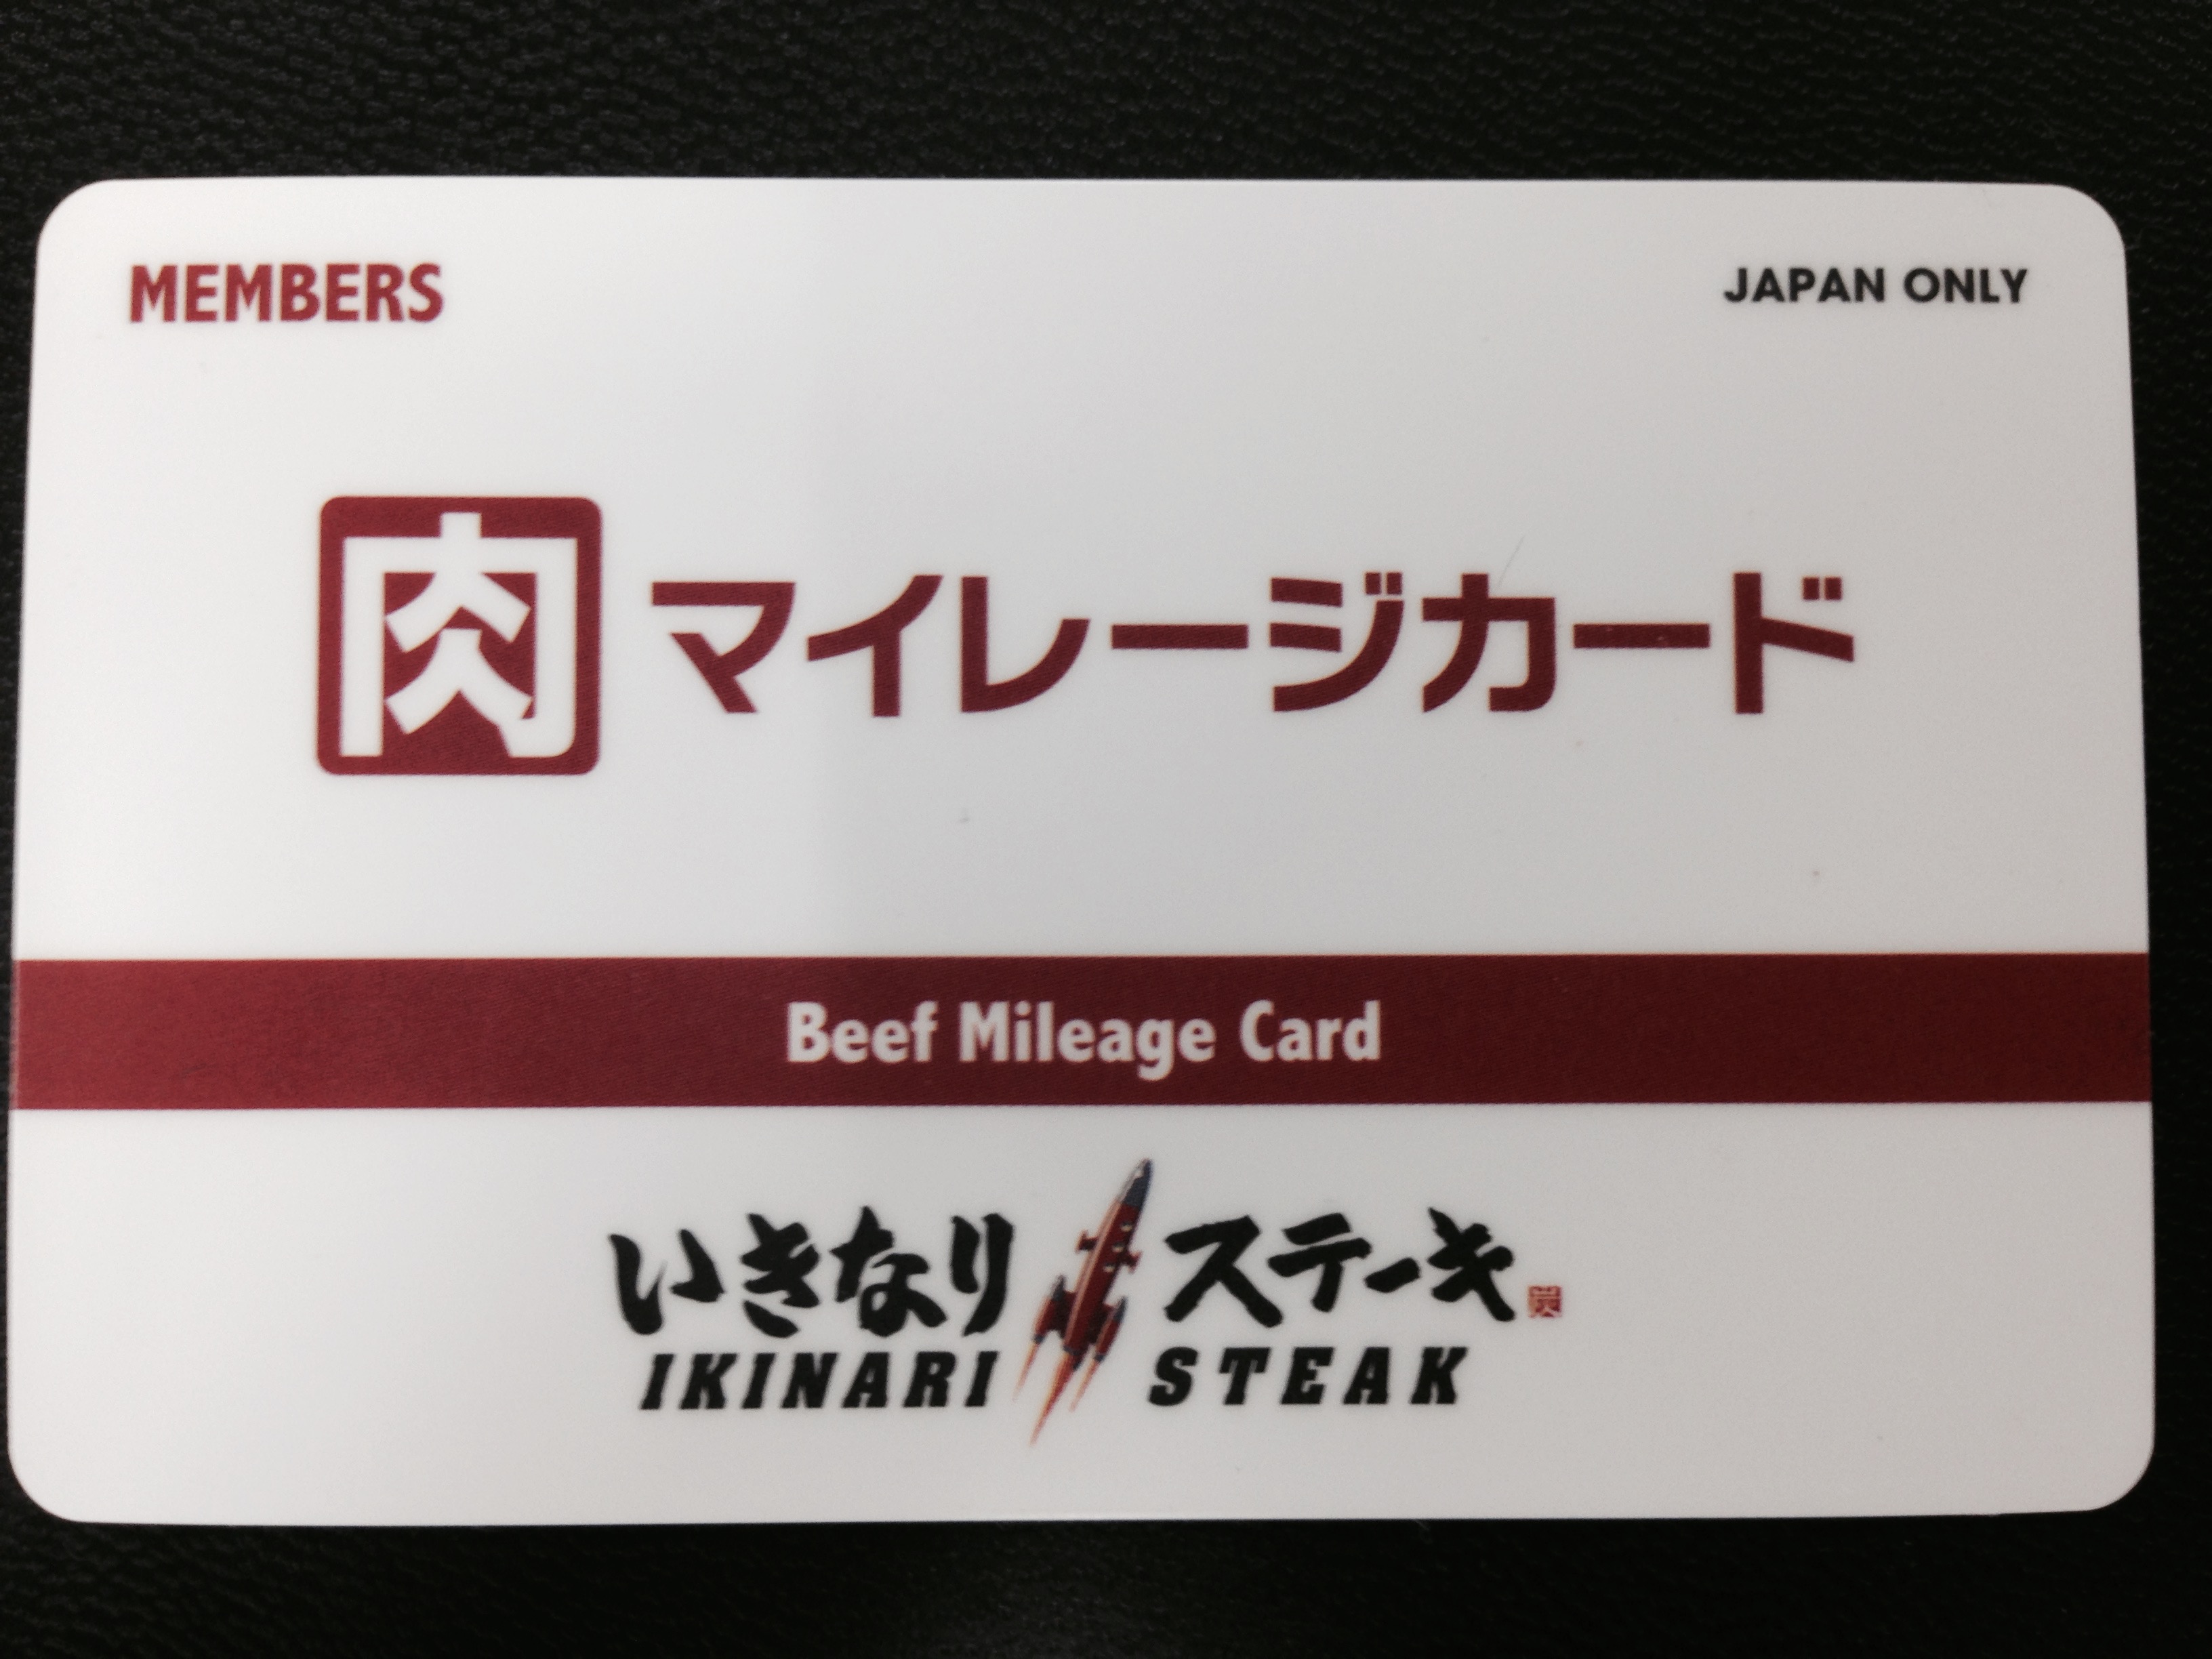 MEMBERS
JAPAN ONLY
肉マイレージカード
Beef Mileage Card
いきなりステーキ 炭
IKINARI STEAK